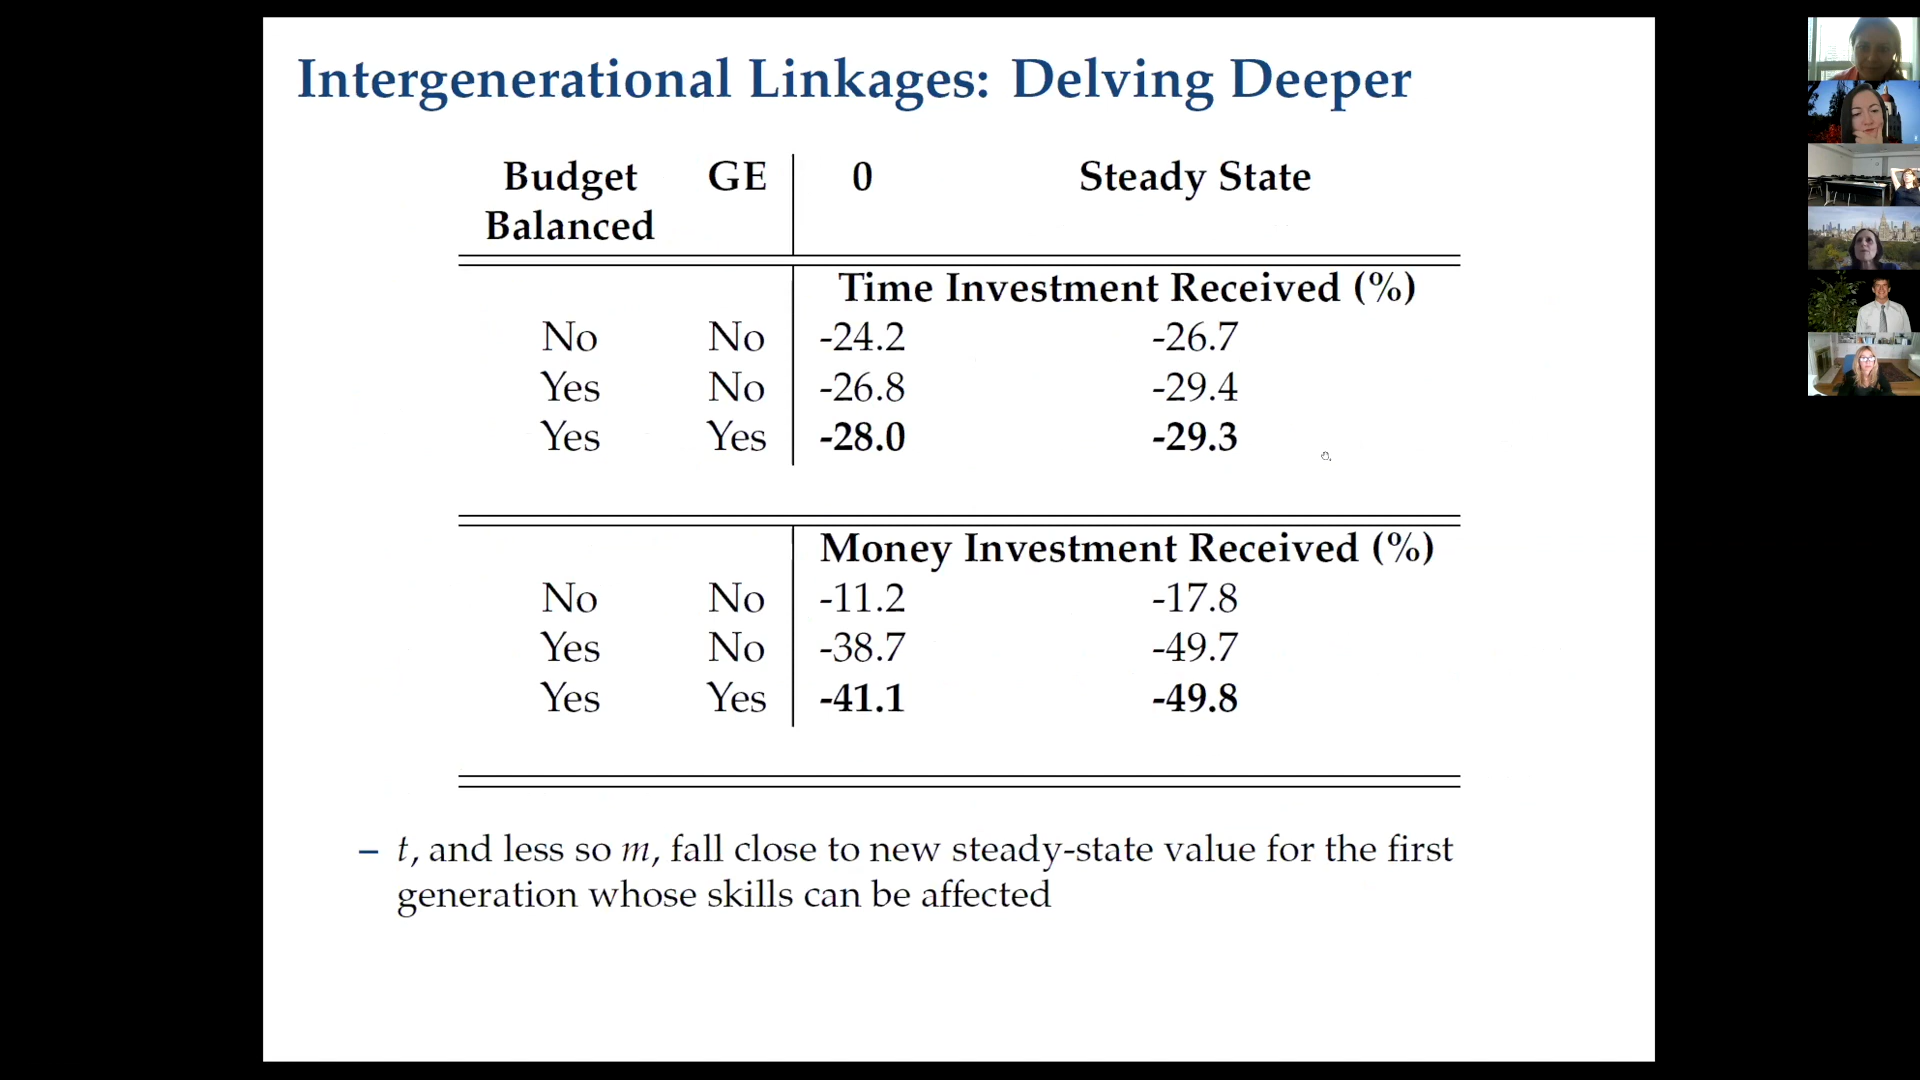 Intergenerational Linkages: Delving Deeper
Budget GE 0 Steady State
Balanced
Time Investment Received (%)
No No -24.2 -26.7
Yes No -26.8 -29.4
Yes Yes -28.0 -29.3
Money Investment Received (%)
No No -11.2 -17.8
Yes No -38.7 -49.7
Yes Yes -41.1 -49.8
– t, and less so m, fall close to new steady-state value for the first
generation whose skills can be affected